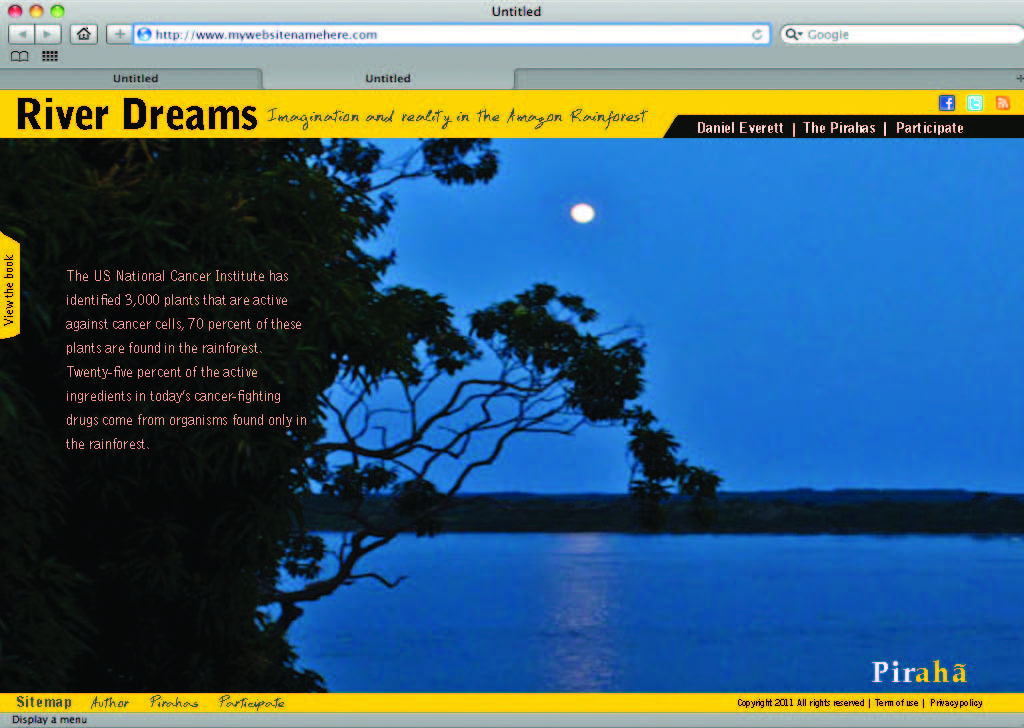 Untitled
http://www.mywebsitenamehere.com
Google
Untitled
Untitled
River Dreams Imagination and reality in the Amazon Rainforest
Daniel Everett | The Pirahas | Participate
View the book
The US National Cancer Institute has
identified 3,000 plants that are active
against cancer cells, 70 percent of these
plants are found in the rainforest.
Twenty-five percent of the active
ingredients in today's cancer-fighting
drugs come from organisms found only in
the rainforest.
Pirahã
Sitemap Author Pirahas Participate
Copyright 2011 All rights reserved | Term of use | Privacy policy
Display a menu